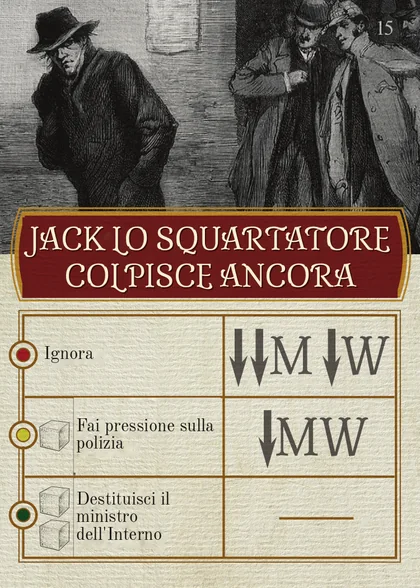 15
JACK LO SQUARTATORE
COLPISCE ANCORA
Ignora
↓↓M ↓W
Fai pressione sulla
polizia
↓MW
Destituisci il
ministro
dell'Interno